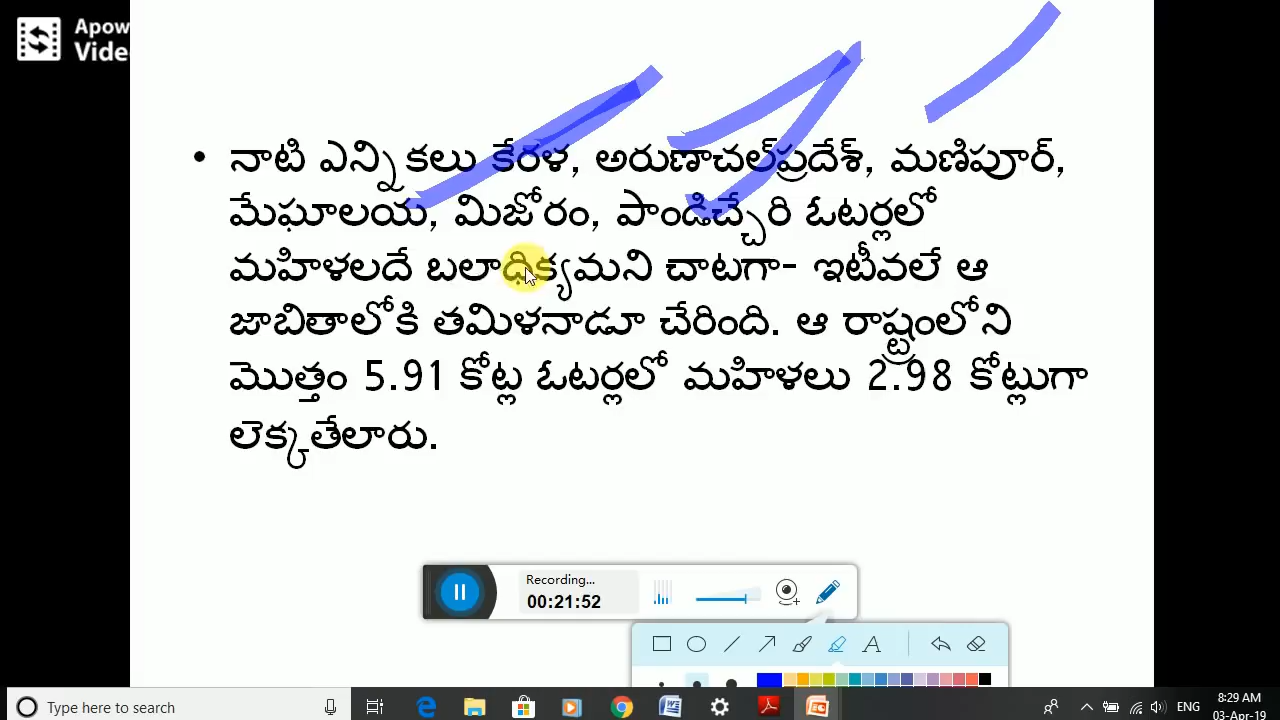 Apow
Vide
• నాటి ఎన్నికలు కేరళ, అరుణాచల్‌ప్రదేశ్, మణిపూర్,
మేఘాలయ, మిజోరం, పాండిచ్చేరి ఓటర్లలో
మహిళలదే బలాధిక్యమని చాటగా- ఇటీవలే ఆ
జాబితాలోకి తమిళనాడూ చేరింది. ఆ రాష్ట్రంలోని
మొత్తం 5.91 కోట్ల ఓటర్లలో మహిళలు 2.98 కోట్లుగా
లెక్కతేలారు.
Recording...
00:21:52
A
Type here to search
ENG
8:29 AM
03-Apr-19